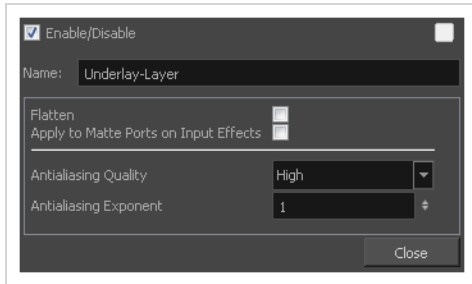 Enable/Disable
Name: Underlay-Layer
Flatten
Apply to Matte Ports on Input Effects
Antialiasing Quality High
Antialiasing Exponent 1
Close